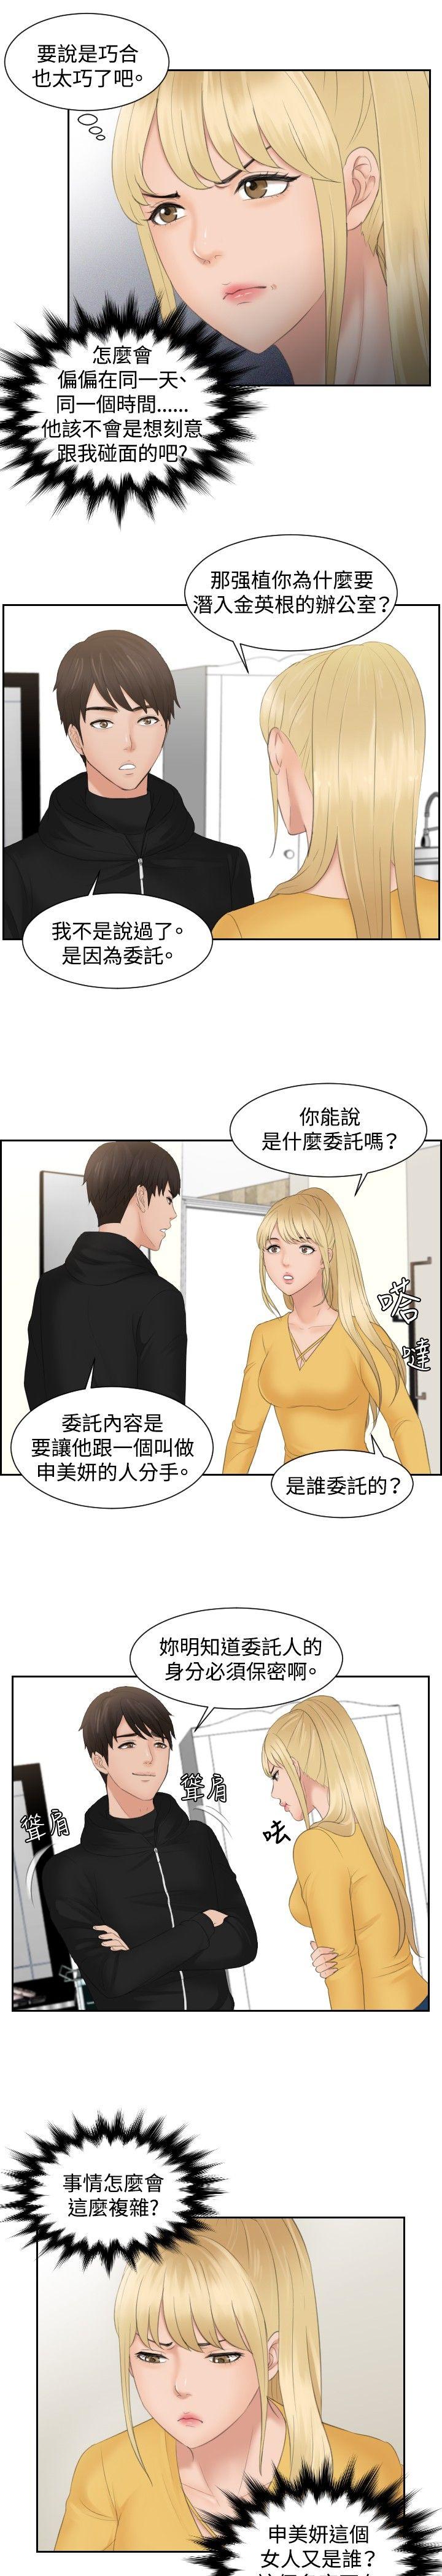 要說是巧合
也太巧了吧。
怎麼會
偏偏在同一天、
同一個時間......
他該不會是想刻意
跟我碰面的吧?
那强植你為什麼要
潛入金英根的辦公室?
我不是說過了。
是因為委託。
你能說
是什麼委託嗎?
嗒
噠
委託內容是
要讓他跟一個叫做
申美妍的人分手。
是誰委託的?
妳明知道委託人的
身分必須保密啊。
聳肩
聳肩
呿
事情怎麼會
這麼複雜?
申美妍這個
女人又是誰?